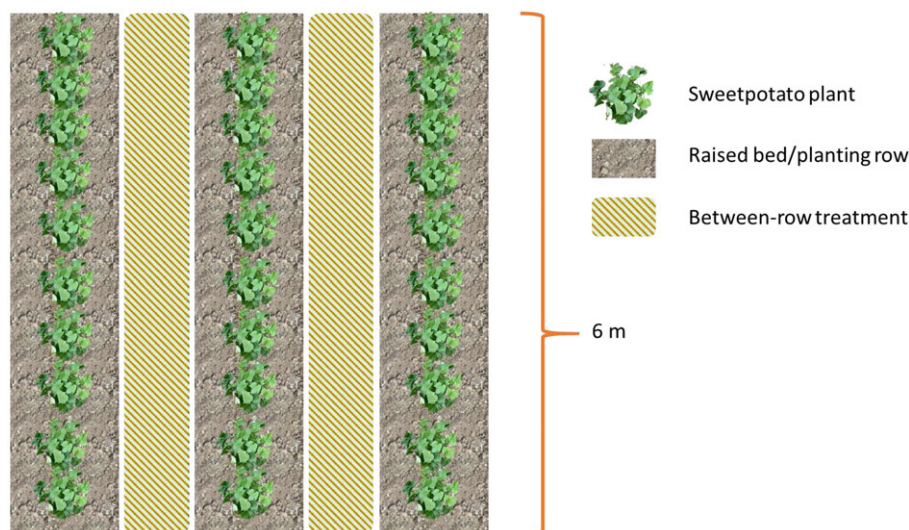 Sweetpotato plant
Raised bed/planting row
Between-row treatment
6 m